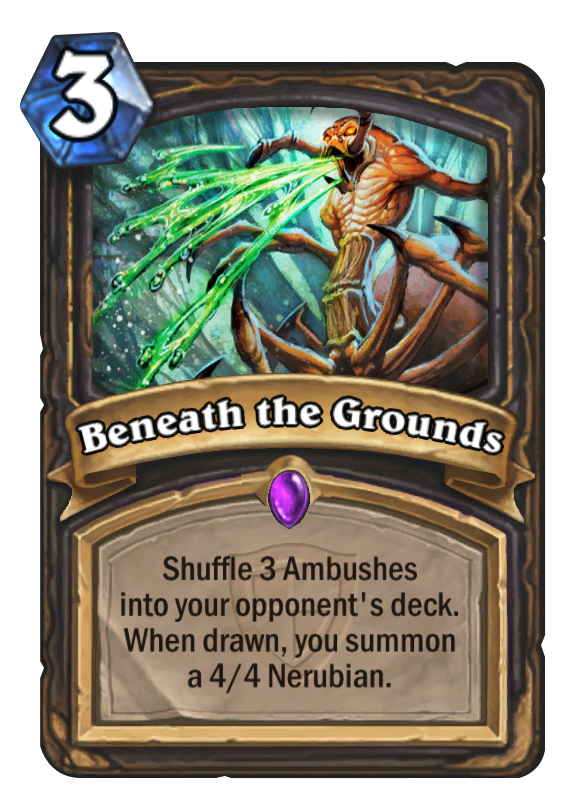 3
Beneath the Grounds
Shuffle 3 Ambushes
into your opponent's deck.
When drawn, you summon
a 4/4 Nerubian.